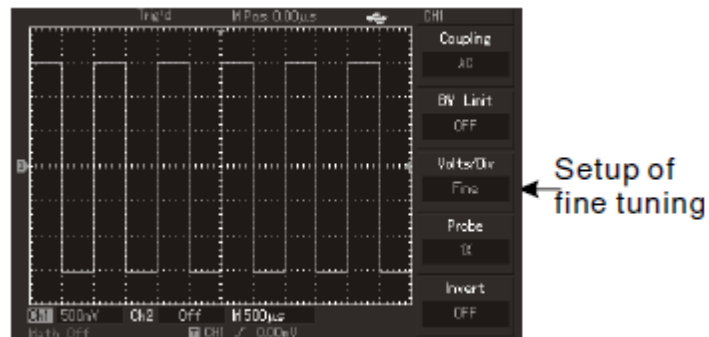 Trig'd M Pos: 0.00μs CH1
Coupling
AC
BW Limit
OFF
Volts/Div
Fine
Setup of
fine tuning
Probe
1X
Invert
OFF
CH1 500mV Ch2 Off M 500μs
Math Off CH1 0.00mV